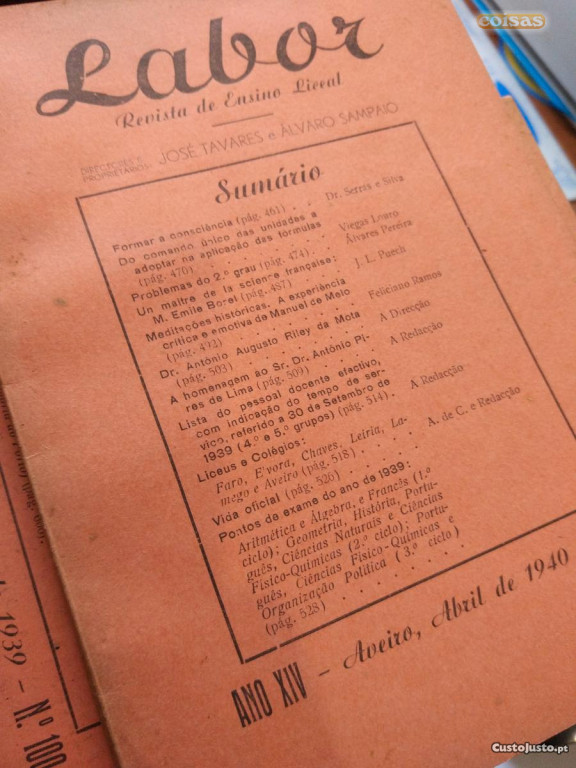 coisas
Labor
Revista de Ensino Liceal
DIRECTORES E
PROPRIETÁRIOS: JOSÉ TAVARES e ÁLVARO SAMPAIO
Sumário
Formar a consciência (pág. 461) . . Dr. Serras e Silva
Do comando único das unidades a
adoptar na aplicação das fórmulas
(pág. 470) . . . . . . . Viegas Louro
Problemas do 2.º grau (pág. 474) . . Álvares Pereira
Un maître de la science française:
M. Emile Borel (pág. 487) . . . J. L. Puech
Meditações históricas. A experiência
crítica e emotiva de Manuel de Melo
(pág. 492) . . . . . . . Feliciano Ramos
Dr. António Augusto Riley da Mota
(pág. 503) . . . . . . . A Direcção
A homenagem ao Sr. Dr. António Pi-
res de Lima (pág. 509) . . . . A Redacção
Lista do pessoal docente efectivo,
com indicação do tempo de ser-
viço, referido a 30 de Setembro de
1939 (4.º e 5.º grupos) (pág. 514) . A Redacção
Liceus e Colégios:
Faro, Évora, Chaves, Leiria, La-
mego e Aveiro (pág. 518) . . . . A. de C. e Redacção
Vida oficial (pág. 526) . . . . .
Pontos de exame do ano de 1939:
Aritmética e Álgebra, e Francês (1.º
ciclo); Geometria, História, Portu-
guês, Ciências Naturais e Ciências
Físico-Químicas (2.º ciclo); Portu-
guês, Ciências Físico-Químicas e
Organização Política (3.º ciclo)
(pág. 528) . . . . . . .
ANO XIV — Aveiro, Abril de 1940
1939 — N.º 100
CustoJusto.pt